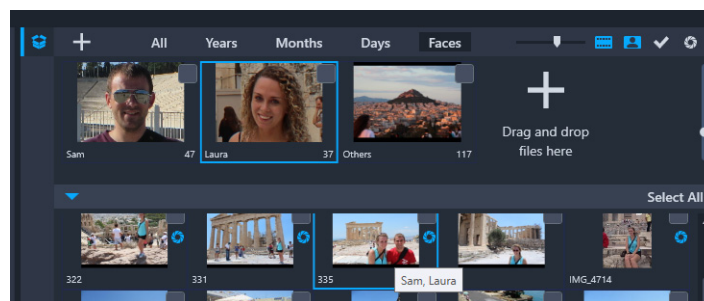 All Years Months Days Faces
Sam 47 Laura 37 Others 117
Drag and drop
files here
Select All
322 331 335 IMG_4714
Sam, Laura